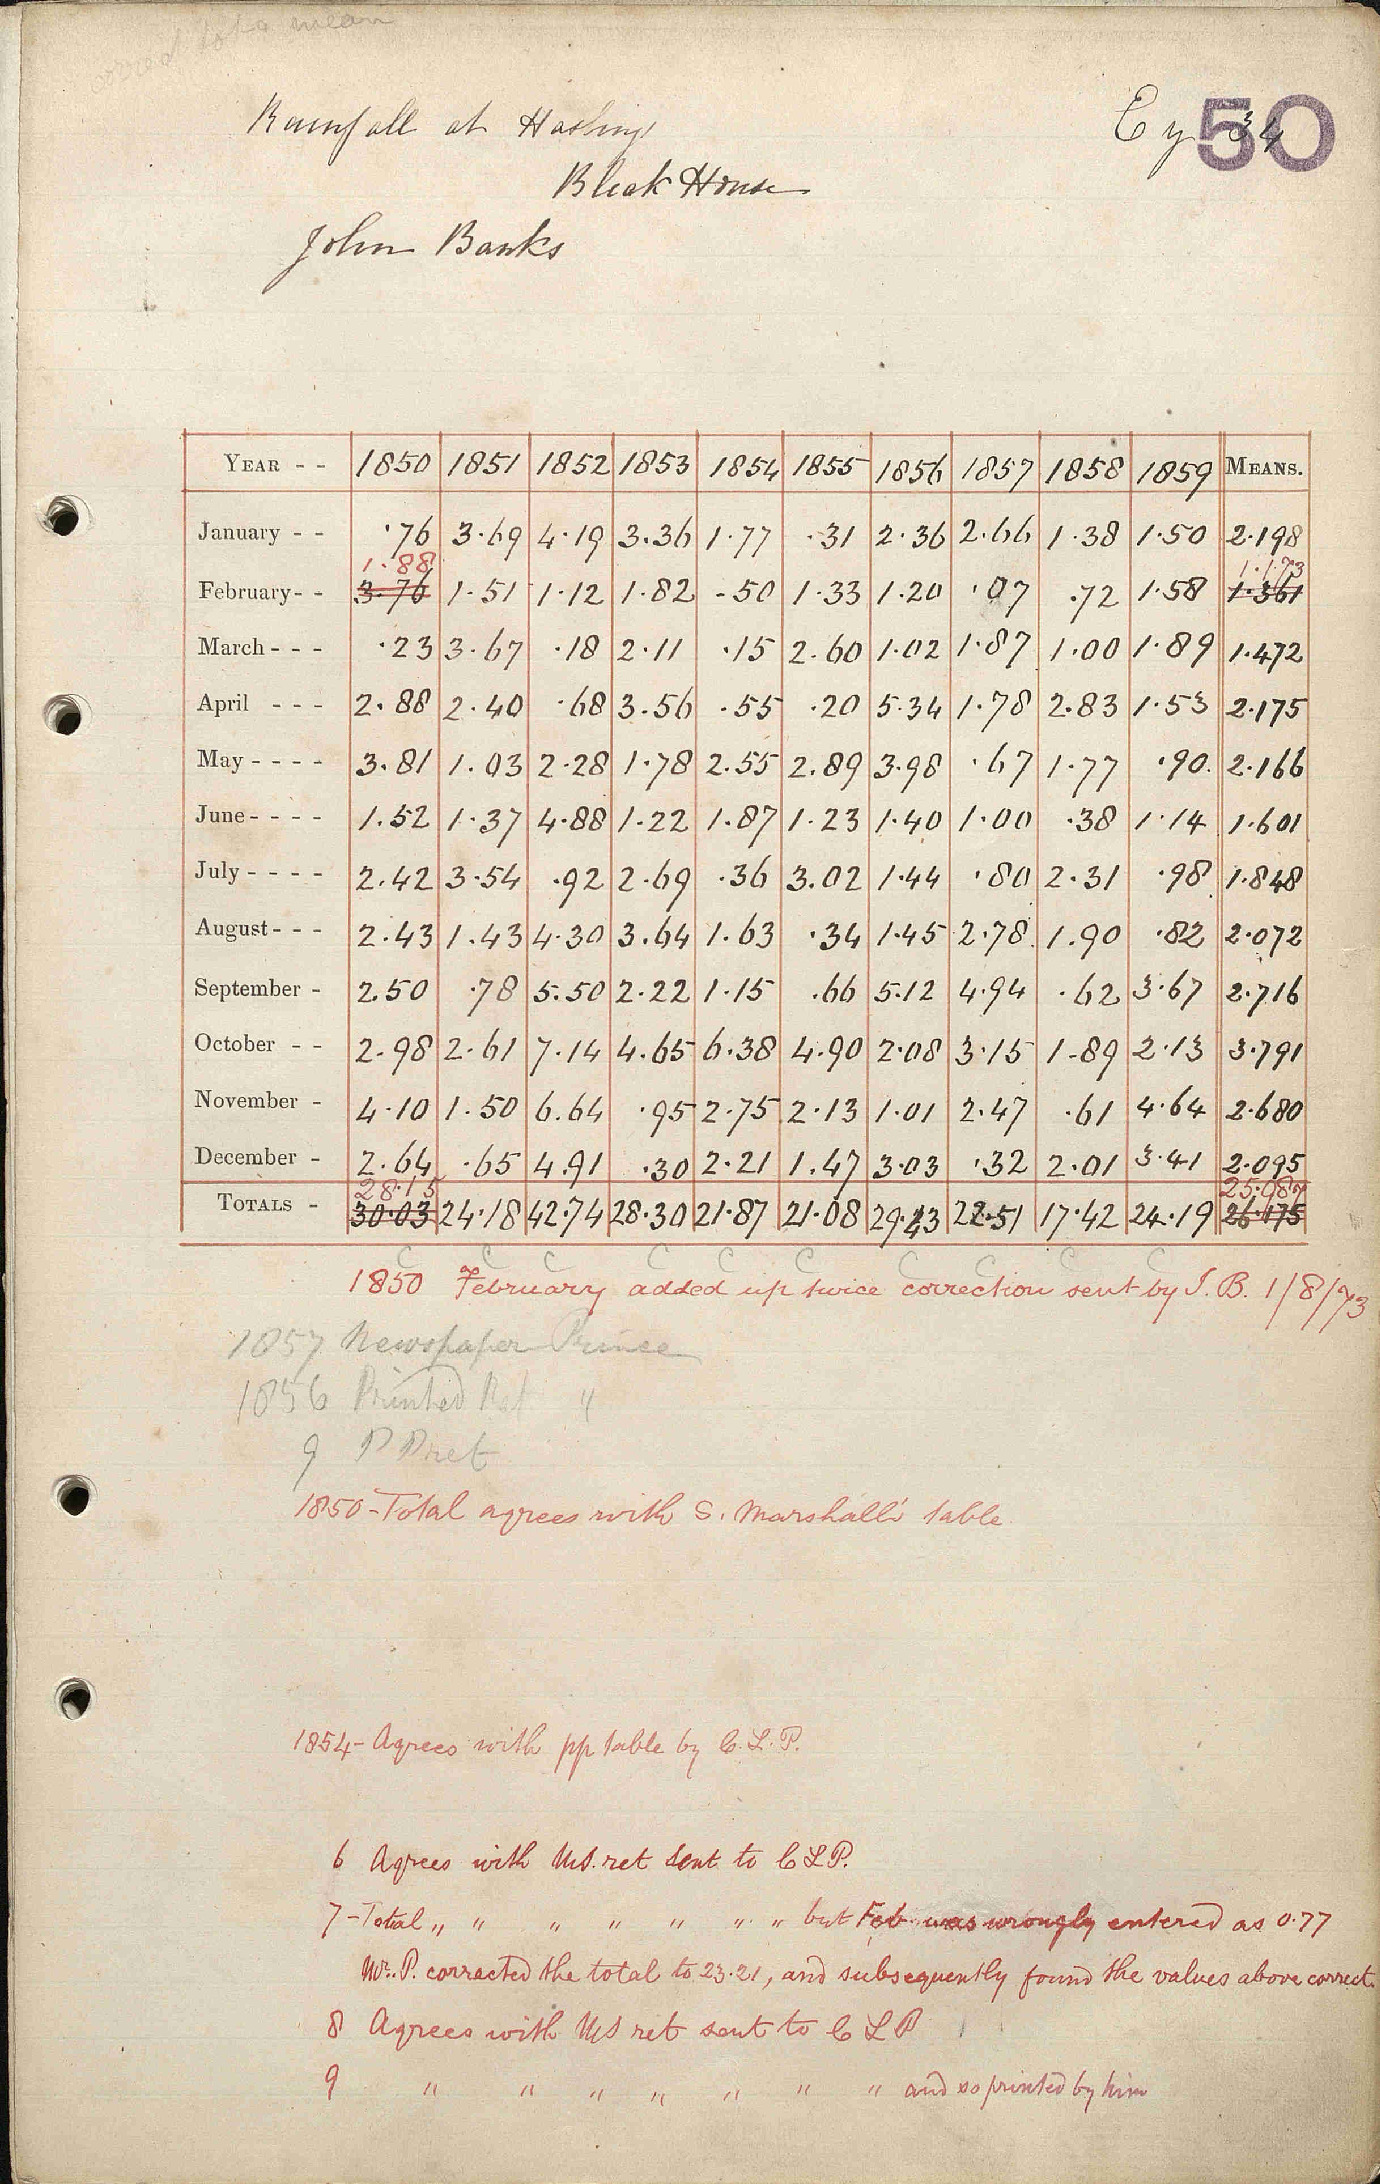 Rainfall at Hastings
Ey 34 50
Bleak House
John Banks
YEAR - - 1850 1851 1852 1853 1854 1855 1856 1857 1858 1859 MEANS.
January - - ·76 3·69 4·19 3·36 1·77 ·31 2·36 2·66 1·38 1·50 2·198
1·88 1·173
February - - 3·76 1·51 1·12 1·82 ·50 1·33 1·20 ·07 ·72 1·58 1·361
March - - - ·23 3·67 ·18 2·11 ·15 2·60 1·02 1·87 1·00 1·89 1·472
April - - - 2·88 2·40 ·68 3·56 ·55 ·20 5·34 1·78 2·83 1·53 2·175
May - - - - 3·81 1·03 2·28 1·78 2·55 2·89 3·98 ·67 1·77 ·90 2·166
June - - - - 1·52 1·37 4·88 1·22 1·87 1·23 1·40 1·00 ·38 1·14 1·601
July - - - - 2·42 3·54 ·92 2·69 ·36 3·02 1·44 ·80 2·31 ·98 1·848
August - - - 2·43 1·43 4·30 3·64 1·63 ·34 1·45 2·78 1·90 ·82 2·072
September - 2·50 ·78 5·50 2·22 1·15 ·66 5·12 4·94 ·62 3·67 2·716
October - - 2·98 2·61 7·14 4·65 6·38 4·90 2·08 3·15 1·89 2·13 3·791
November - 4·10 1·50 6·64 ·95 2·75 2·13 1·01 2·47 ·61 4·64 2·680
December - 2·64 ·65 4·91 ·30 2·21 1·47 3·03 ·32 2·01 3·41 2·095
28·15 25·987
TOTALS - 30·03 24·18 42·74 28·30 21·87 21·08 29·43 22·51 17·42 24·19 26·175
c c c c c c c c c
1850 February added up twice correction sent by J. B. 1/8/73
1857 Newspaper Prince
1856 Printed Ret "
9 P P ret
1850 - Total agrees with S. Marshall's table
1854 - Agrees with pp table by C. L. P.
6 Agrees with MS. ret sent to C L P.
7 - Total " " " " " " " but Feb. was wrongly entered as 0·77
Mr. P. corrected the total to 23·21, and subsequently found the values above correct.
8 Agrees with MS ret sent to C L P
9 " " " " " " " and so printed by him